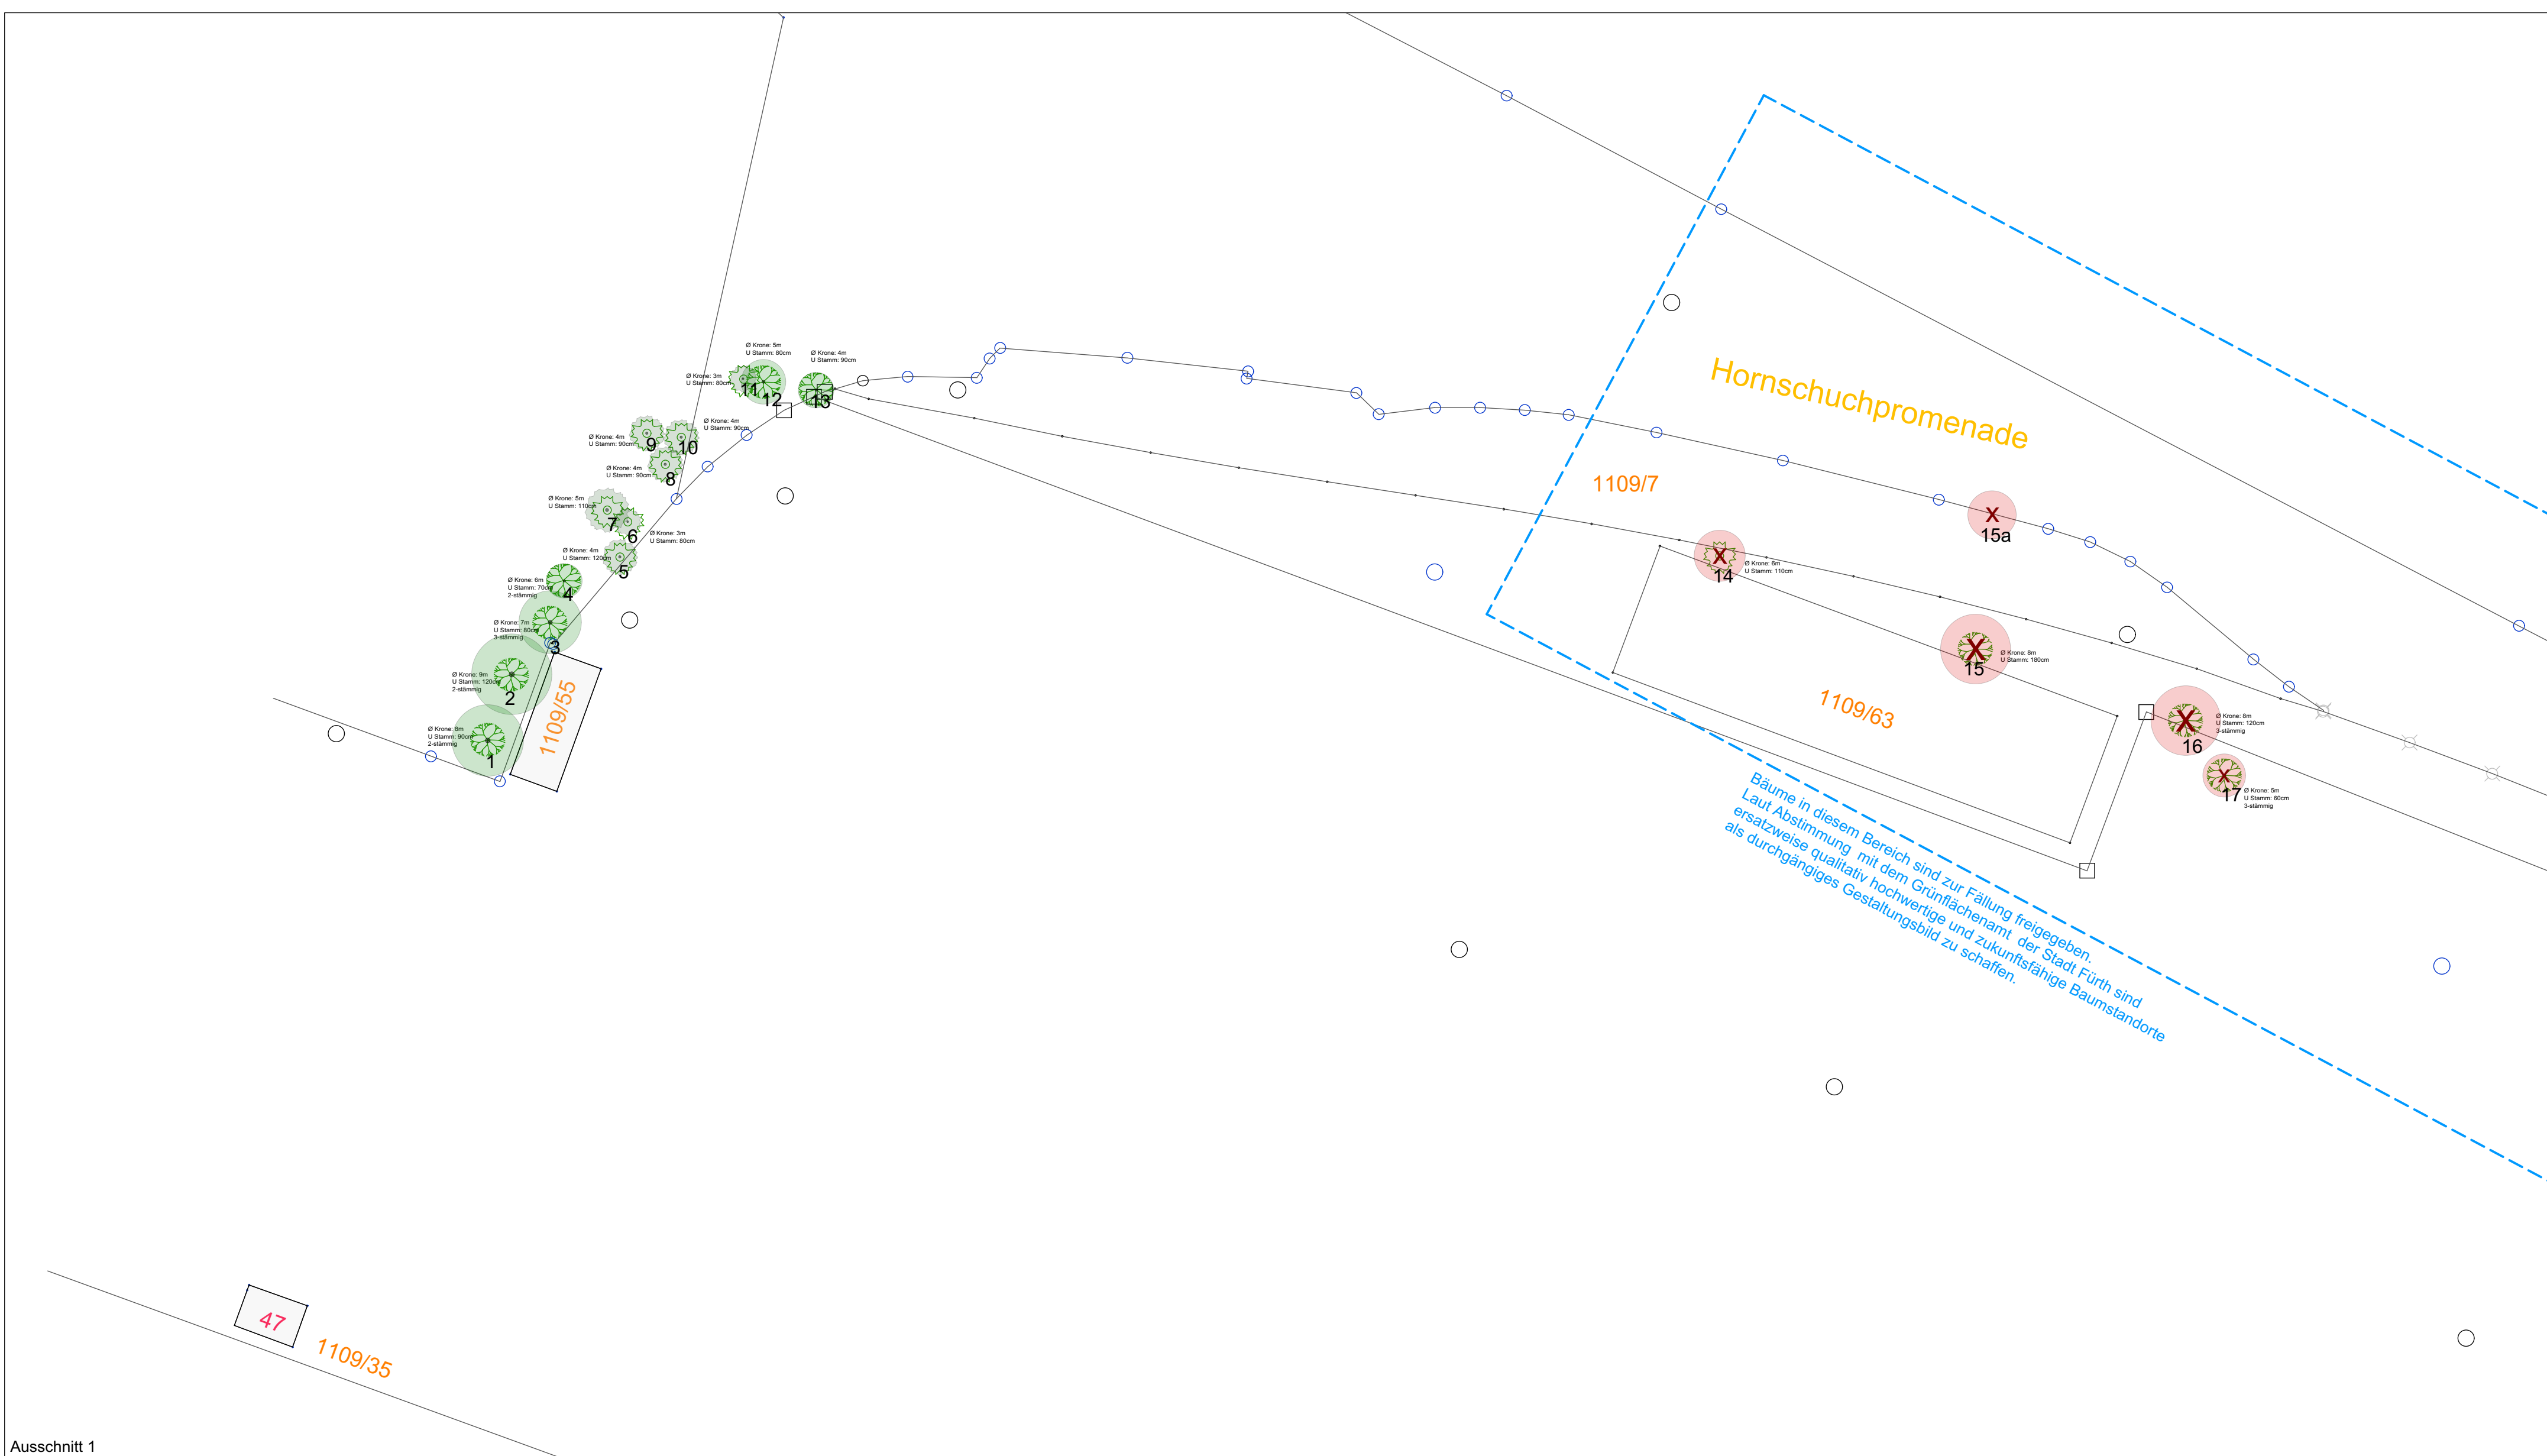 Ø Krone: 5m
U Stamm: 80cm
Ø Krone: 4m
U Stamm: 90cm
Ø Krone: 3m
U Stamm: 80cm
11
12
13
Ø Krone: 4m
U Stamm: 90cm
Ø Krone: 4m
U Stamm: 90cm
9
10
Ø Krone: 4m
U Stamm: 90cm
8
Ø Krone: 5m
U Stamm: 110cm
7
6
Ø Krone: 3m
U Stamm: 80cm
Ø Krone: 4m
U Stamm: 120cm
5
Ø Krone: 6m
U Stamm: 70cm
2-stämmig
4
Ø Krone: 7m
U Stamm: 80cm
3-stämmig
3
Ø Krone: 9m
U Stamm: 120cm
2-stämmig
2
Ø Krone: 8m
U Stamm: 90cm
2-stämmig
1
1109/55
Hornschuchpromenade
1109/7
X
15a
X
14
Ø Krone: 6m
U Stamm: 110cm
X
15
Ø Krone: 8m
U Stamm: 180cm
1109/63
X
16
Ø Krone: 8m
U Stamm: 120cm
3-stämmig
X
17
Ø Krone: 5m
U Stamm: 60cm
3-stämmig
Bäume in diesem Bereich sind zur Fällung freigegeben.
Laut Abstimmung mit dem Grünflächenamt der Stadt Fürth sind
ersatzweise qualitativ hochwertige und zukunftsfähige Baumstandorte
als durchgängiges Gestaltungsbild zu schaffen.
47
1109/35
Ausschnitt 1